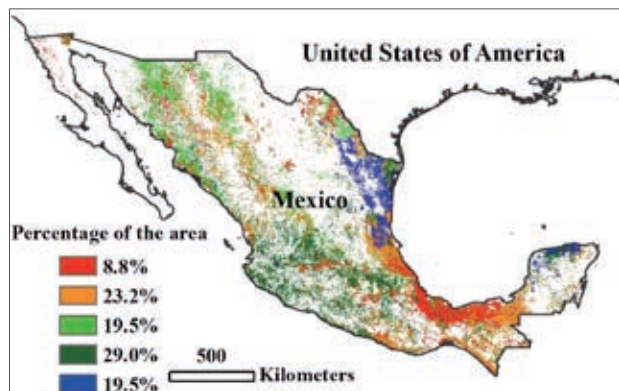 United States of America
Mexico
Percentage of the area
8.8%
23.2%
19.5%
29.0%
19.5%
500
Kilometers